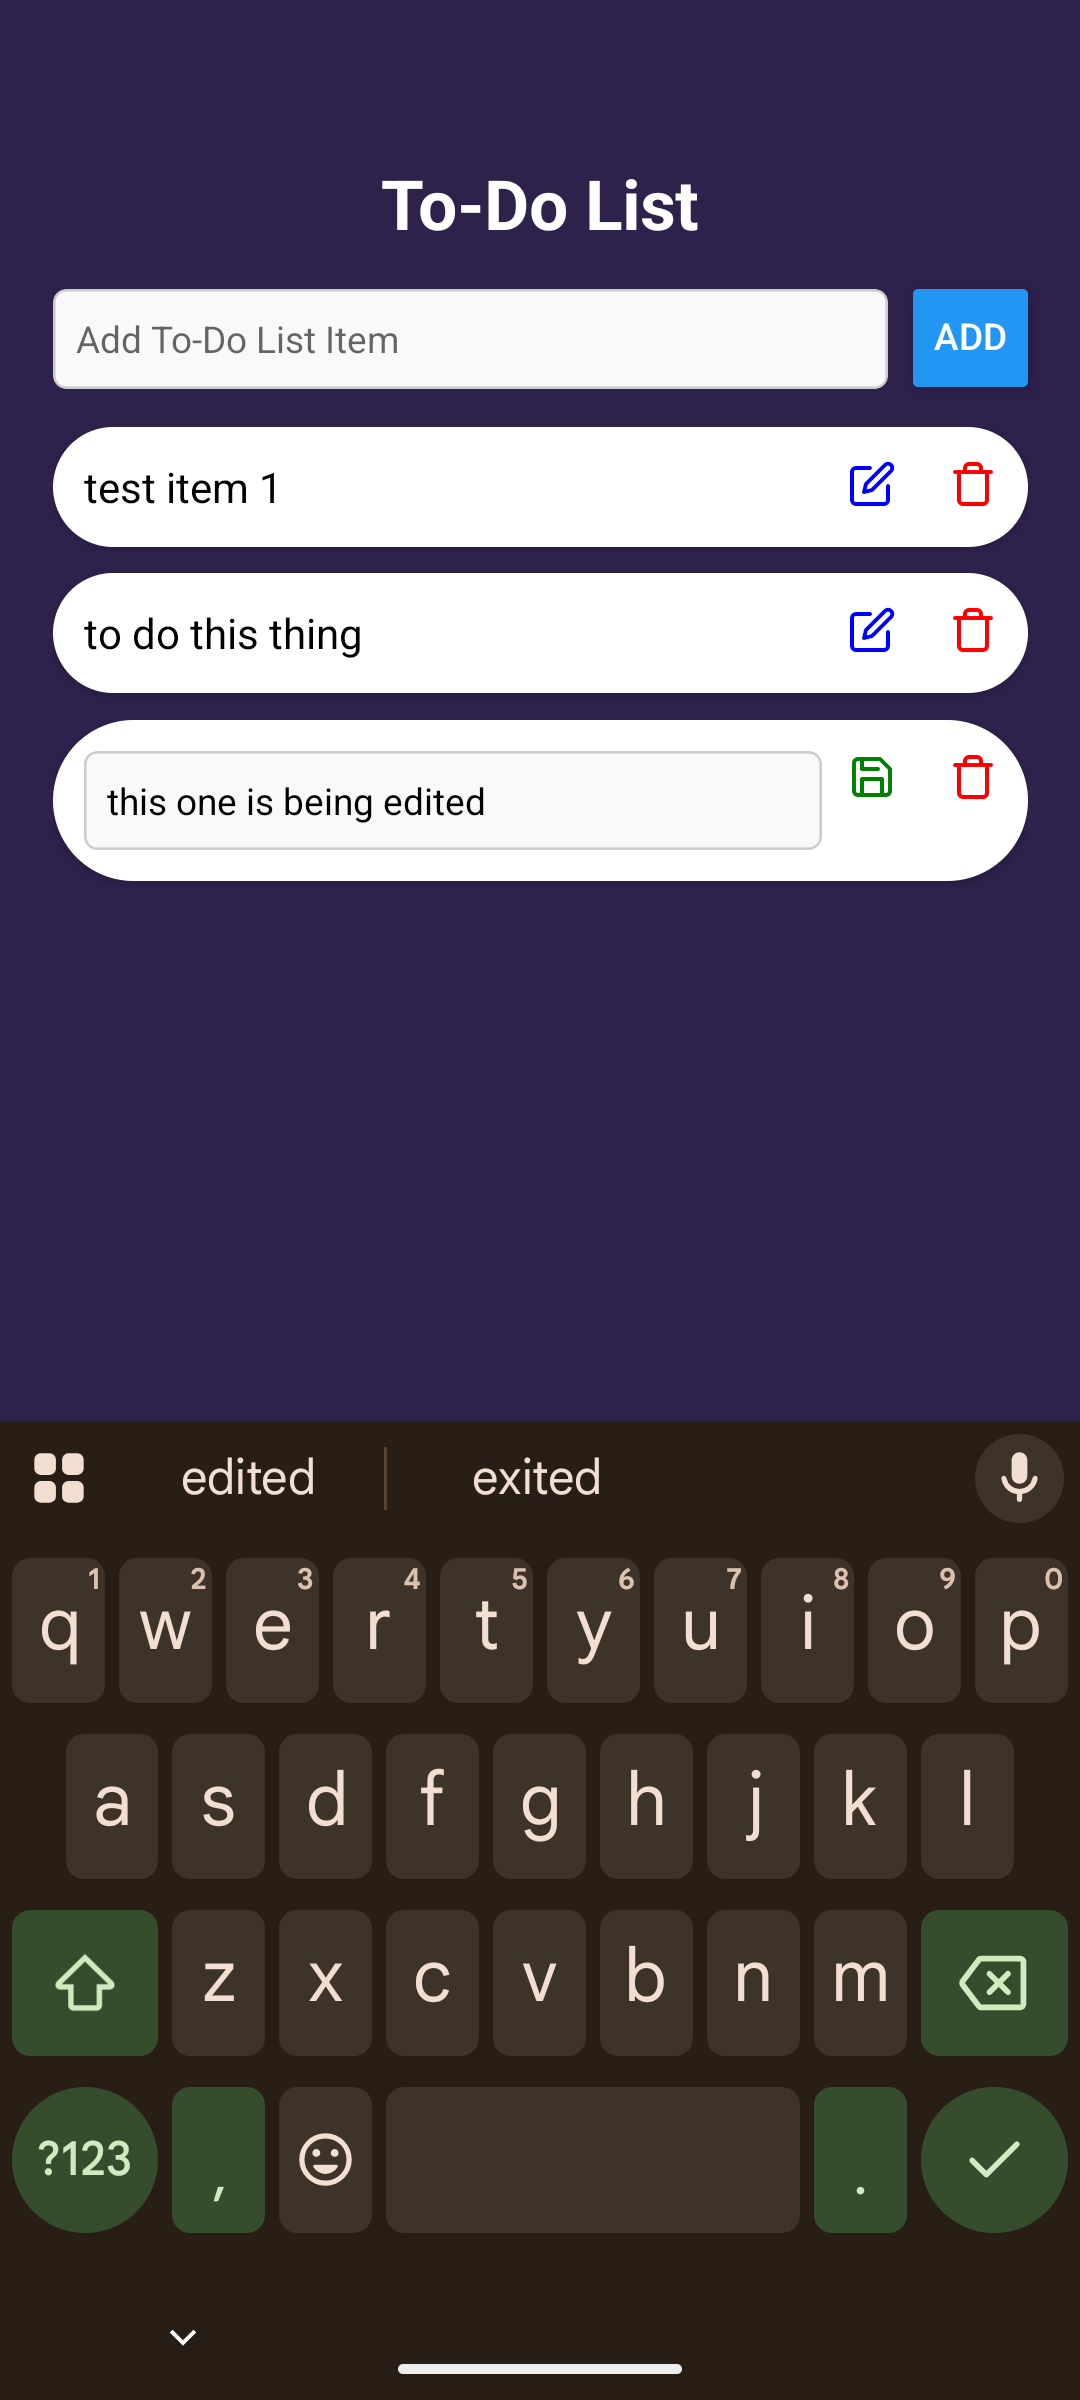 To-Do List
Add To-Do List Item
ADD
test item 1
to do this thing
this one is being edited
edited
exited
1 2 3 4 5 6 7 8 9 0
q w e r t y u i o p
a s d f g h j k l
z x c v b n m
?123 , .